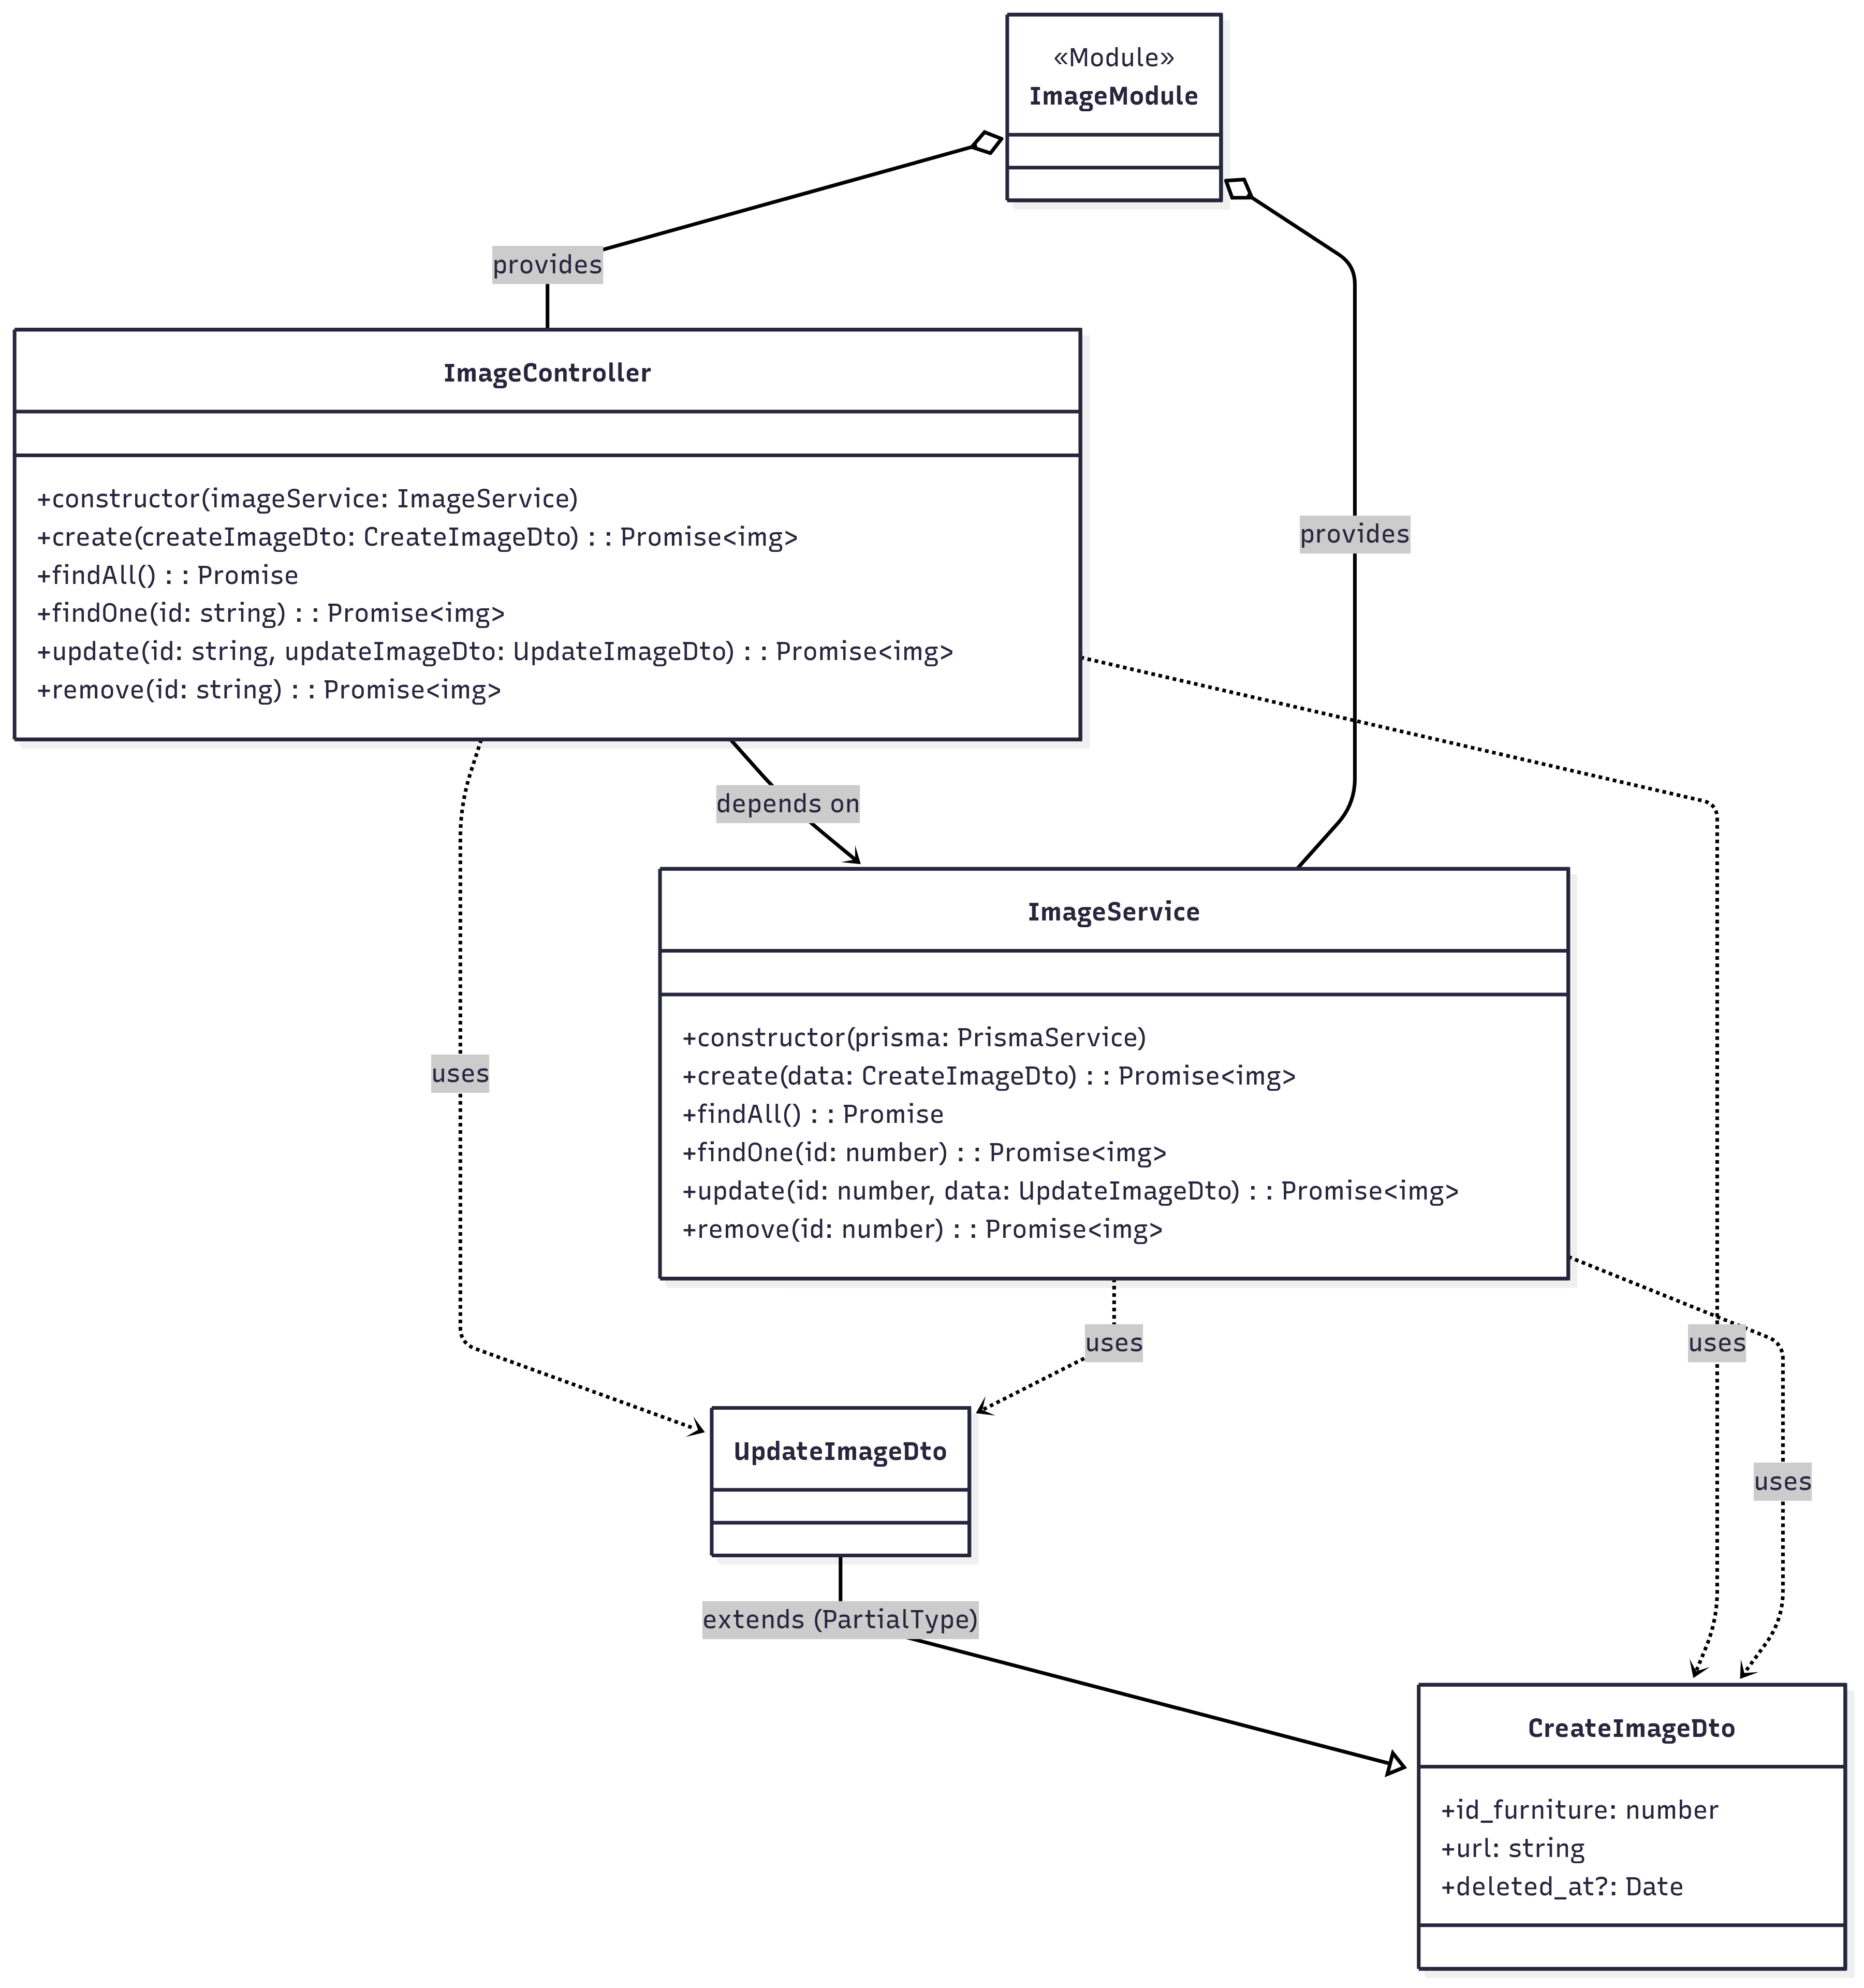 «Module»
ImageModule
provides
ImageController
+constructor(imageService: ImageService)
+create(createImageDto: CreateImageDto) : : Promise<img>
+findAll() : : Promise
+findOne(id: string) : : Promise<img>
+update(id: string, updateImageDto: UpdateImageDto) : : Promise<img>
+remove(id: string) : : Promise<img>
provides
depends on
ImageService
+constructor(prisma: PrismaService)
+create(data: CreateImageDto) : : Promise<img>
+findAll() : : Promise
+findOne(id: number) : : Promise<img>
+update(id: number, data: UpdateImageDto) : : Promise<img>
+remove(id: number) : : Promise<img>
uses
uses
uses
UpdateImageDto
uses
extends (PartialType)
CreateImageDto
+id_furniture: number
+url: string
+deleted_at?: Date